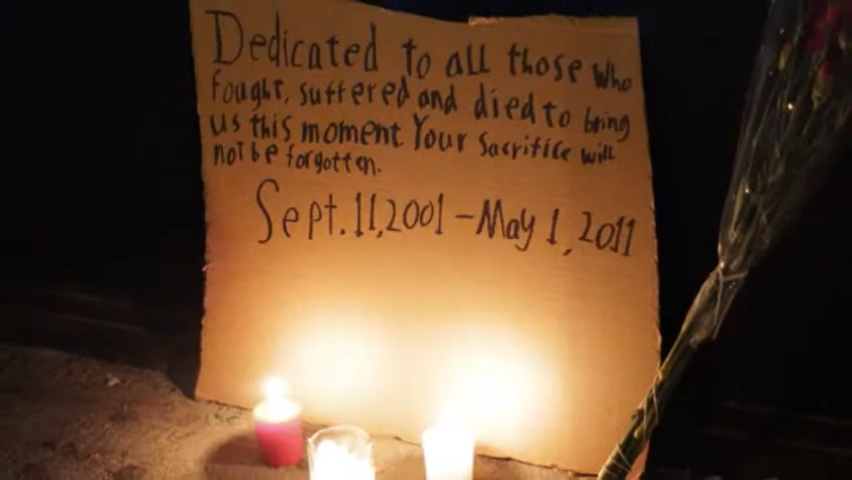 Dedicated to all those who
fought, suffered and died to bring
us this moment Your Sacrifice will
not be forgotten.
Sept. 11, 2001 - May 1, 2011